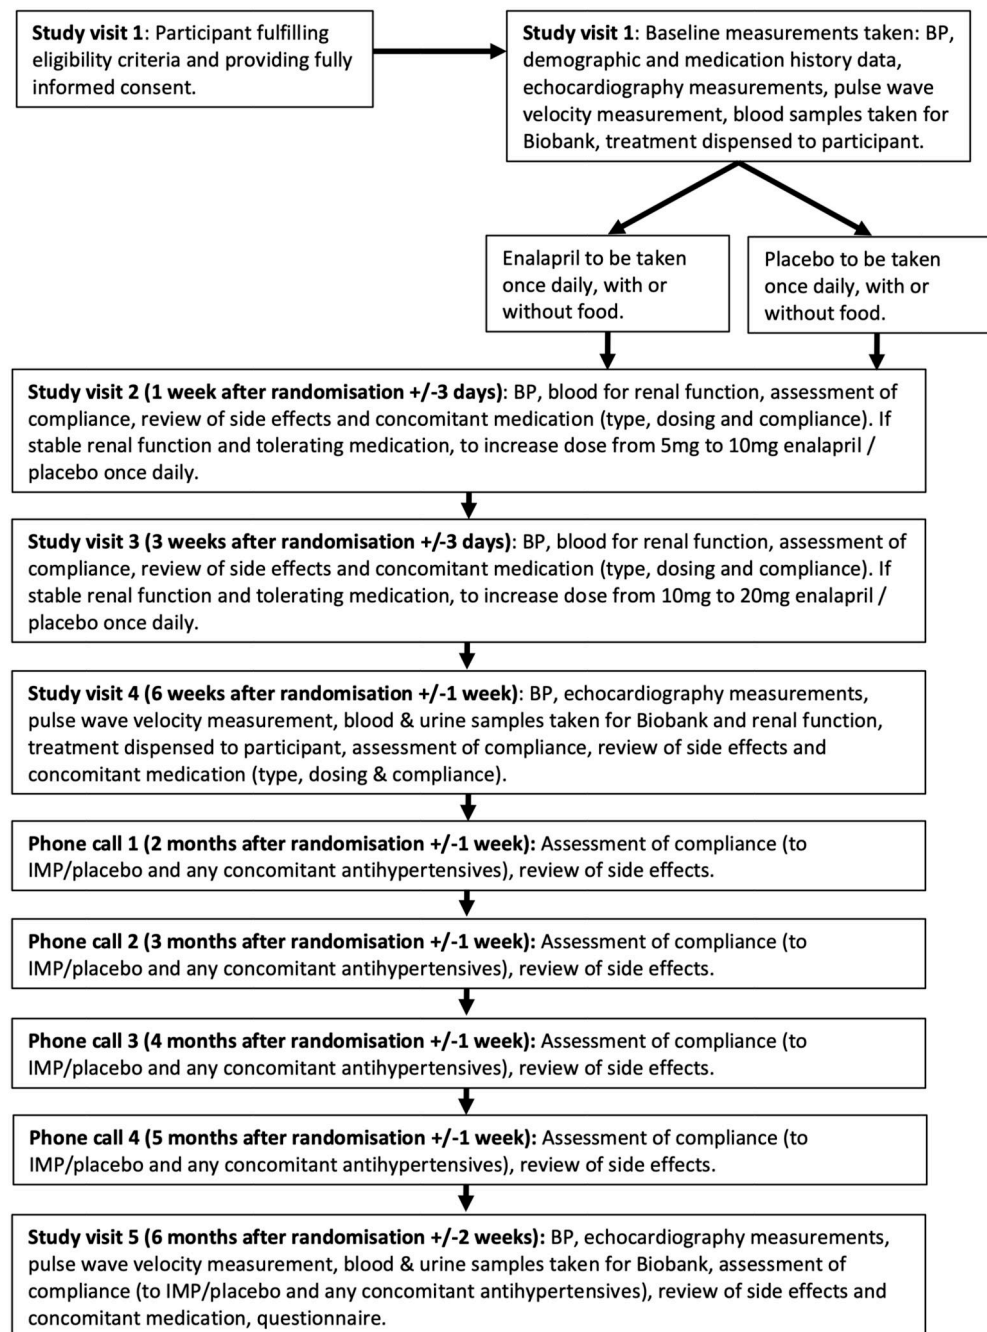 Study visit 1: Participant fulfilling
eligibility criteria and providing fully
informed consent.
Study visit 1: Baseline measurements taken: BP,
demographic and medication history data,
echocardiography measurements, pulse wave
velocity measurement, blood samples taken for
Biobank, treatment dispensed to participant.
Enalapril to be taken
once daily, with or
without food.
Placebo to be taken
once daily, with or
without food.
Study visit 2 (1 week after randomisation +/-3 days): BP, blood for renal function, assessment of
compliance, review of side effects and concomitant medication (type, dosing and compliance). If
stable renal function and tolerating medication, to increase dose from 5mg to 10mg enalapril /
placebo once daily.
Study visit 3 (3 weeks after randomisation +/-3 days): BP, blood for renal function, assessment of
compliance, review of side effects and concomitant medication (type, dosing and compliance). If
stable renal function and tolerating medication, to increase dose from 10mg to 20mg enalapril /
placebo once daily.
Study visit 4 (6 weeks after randomisation +/-1 week): BP, echocardiography measurements,
pulse wave velocity measurement, blood & urine samples taken for Biobank and renal function,
treatment dispensed to participant, assessment of compliance, review of side effects and
concomitant medication (type, dosing & compliance).
Phone call 1 (2 months after randomisation +/-1 week): Assessment of compliance (to
IMP/placebo and any concomitant antihypertensives), review of side effects.
Phone call 2 (3 months after randomisation +/-1 week): Assessment of compliance (to
IMP/placebo and any concomitant antihypertensives), review of side effects.
Phone call 3 (4 months after randomisation +/-1 week): Assessment of compliance (to
IMP/placebo and any concomitant antihypertensives), review of side effects.
Phone call 4 (5 months after randomisation +/-1 week): Assessment of compliance (to
IMP/placebo and any concomitant antihypertensives), review of side effects.
Study visit 5 (6 months after randomisation +/-2 weeks): BP, echocardiography measurements,
pulse wave velocity measurement, blood & urine samples taken for Biobank, assessment of
compliance (to IMP/placebo and any concomitant antihypertensives), review of side effects and
concomitant medication, questionnaire.